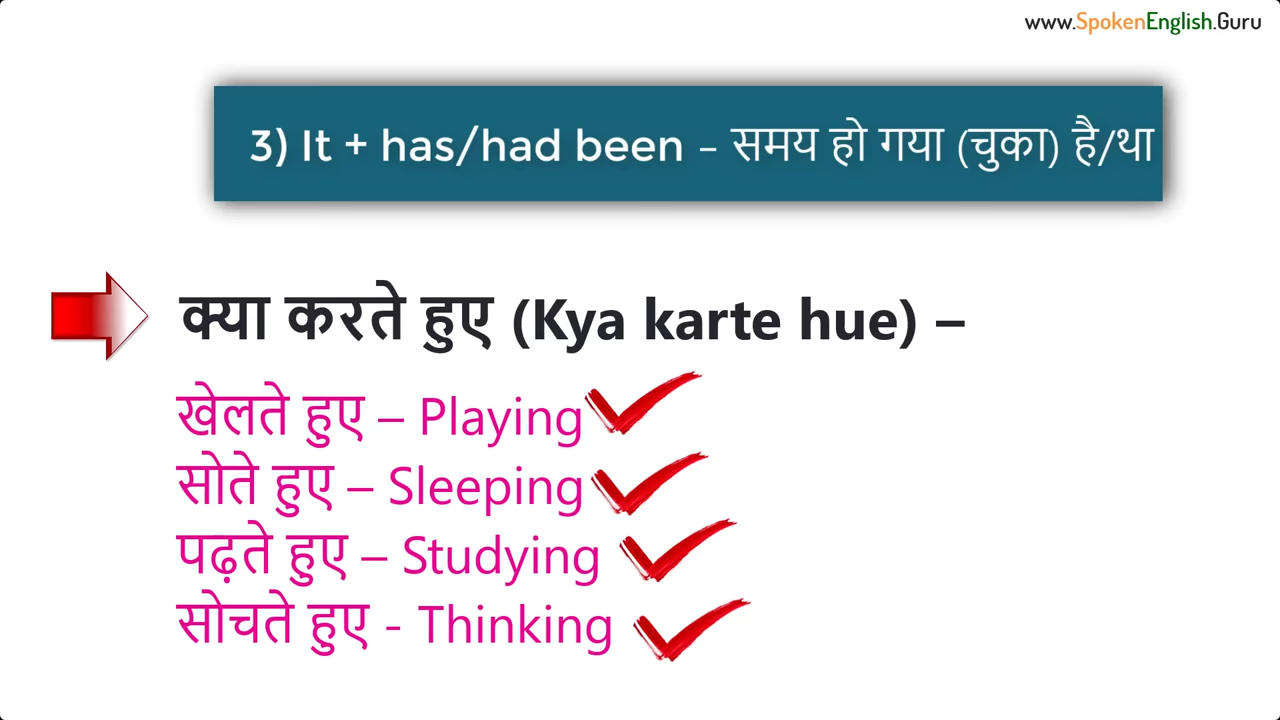 www.SpokenEnglish.Guru
3) It + has/had been – समय हो गया (चुका) है/था
क्या करते हुए (Kya karte hue) –
खेलते हुए – Playing
सोते हुए – Sleeping
पढ़ते हुए – Studying
सोचते हुए - Thinking